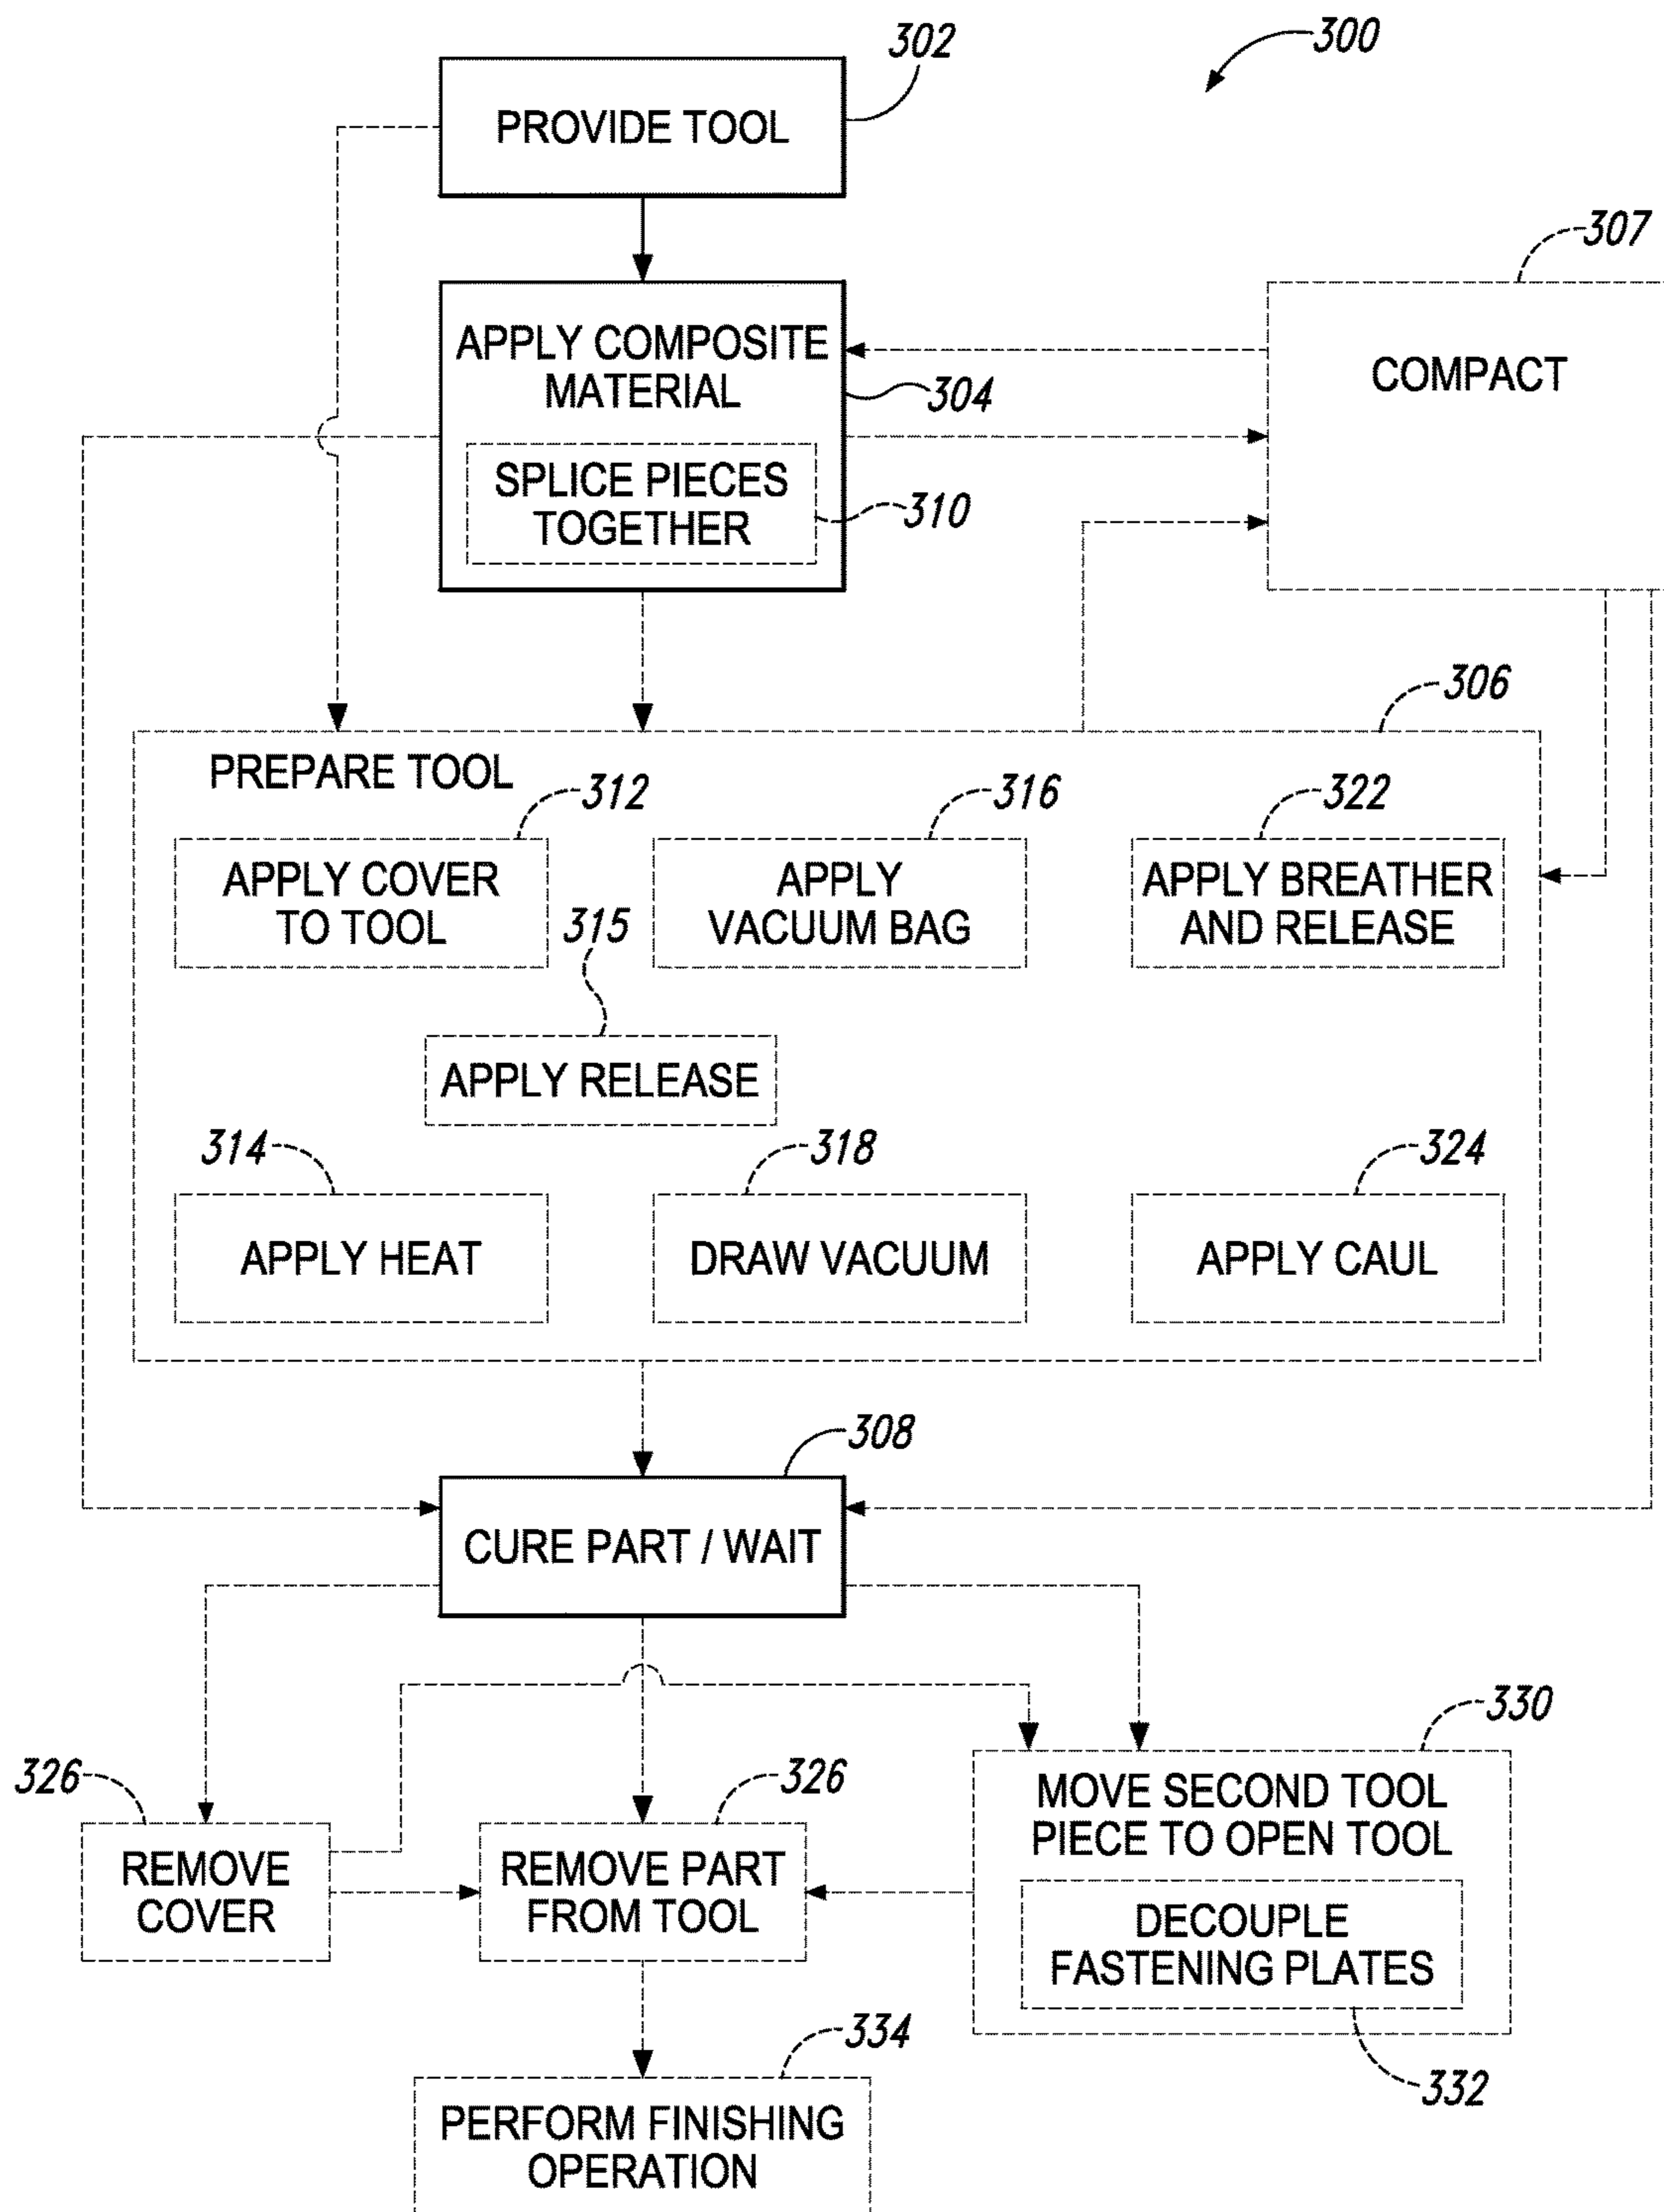 302
300
PROVIDE TOOL
307
APPLY COMPOSITE
MATERIAL
304
COMPACT
SPLICE PIECES
TOGETHER
310
306
PREPARE TOOL
312
316
322
APPLY COVER
TO TOOL
APPLY
VACUUM BAG
APPLY BREATHER
AND RELEASE
315
APPLY RELEASE
314
318
324
APPLY HEAT
DRAW VACUUM
APPLY CAUL
308
CURE PART / WAIT
330
326
326
MOVE SECOND TOOL
PIECE TO OPEN TOOL
REMOVE
COVER
REMOVE PART
FROM TOOL
DECOUPLE
FASTENING PLATES
332
334
PERFORM FINISHING
OPERATION